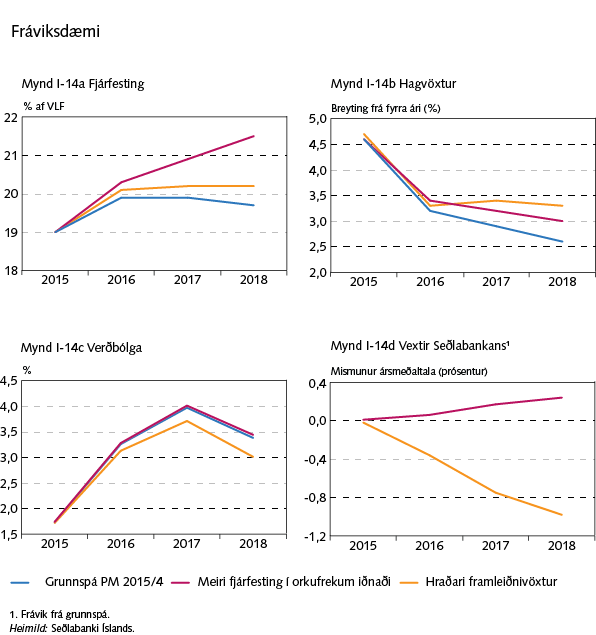 Fráviksdæmi
Mynd I-14a Fjárfesting
% af VLF
22
21
20
19
18
2015 2016 2017 2018
Mynd I-14b Hagvöxtur
Breyting frá fyrra ári (%)
5,0
4,5
4,0
3,5
3,0
2,5
2,0
2015 2016 2017 2018
Mynd I-14c Verðbólga
%
4,5
4,0
3,5
3,0
2,5
2,0
1,5
2015 2016 2017 2018
Mynd I-14d Vextir Seðlabankans¹
Mismunur ársmeðaltala (prósentur)
0,4
0,0
-0,4
-0,8
-1,2
2015 2016 2017 2018
Grunnspá PM 2015/4 Meiri fjárfesting í orkufrekum iðnaði Hraðari framleiðnivöxtur
1. Frávik frá grunnspá.
Heimild: Seðlabanki Íslands.